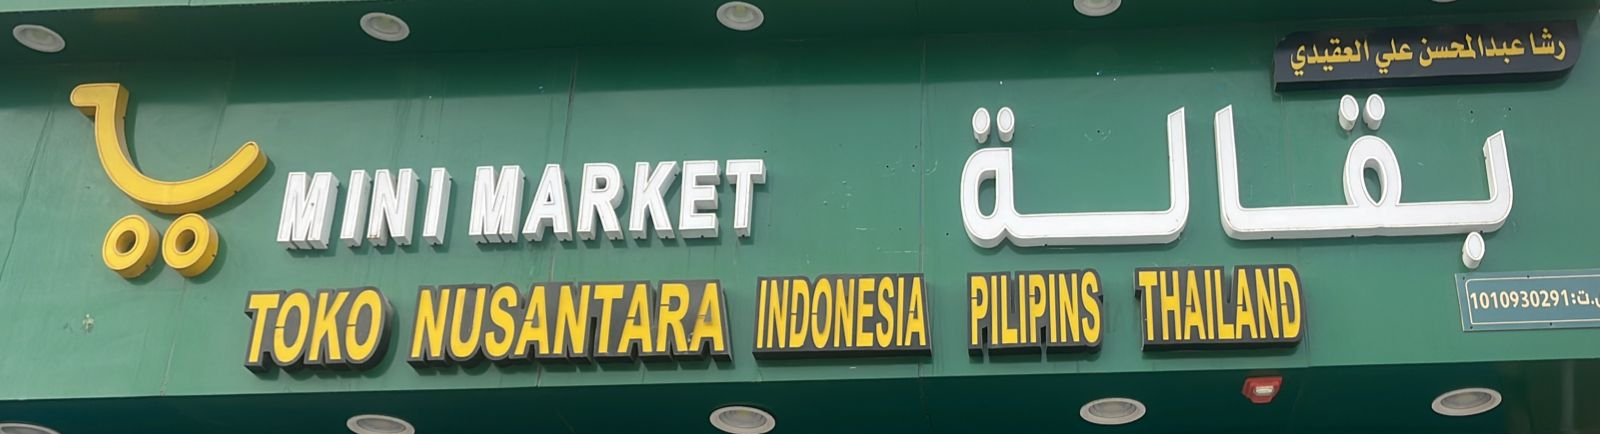 رشا عبدالمحسن علي العقيدي
MINI MARKET بقالة
TOKO NUSANTARA INDONESIA PILIPINS THAILAND
س.ت:1010930291